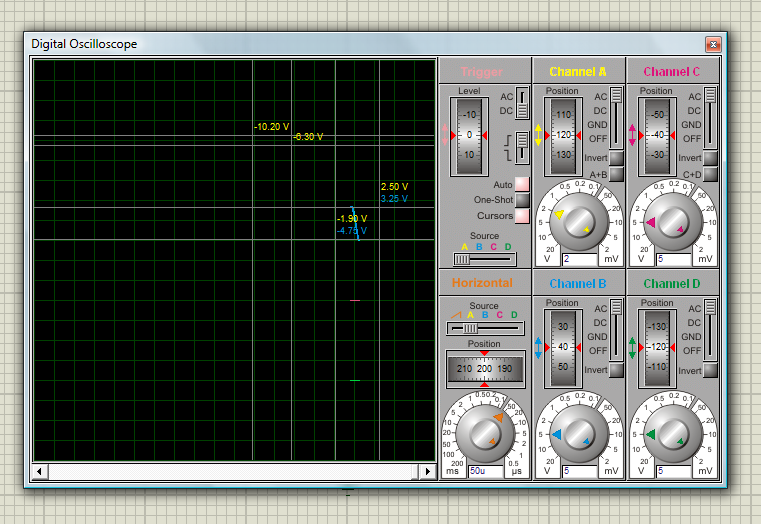 Digital Oscilloscope
-10.20 V
-6.30 V
2.50 V
3.25 V
-1.90 V
-4.75 V
Trigger
Level
AC
DC
-10
0
10
Auto
One-Shot
Cursors
Source
A B C D
Channel A
Position
AC
DC
GND
OFF
-110
-120
-130
Invert
A+B
1 0.5 0.2 0.1
2 50
5 20
10 10
20 5
2
V 2 mV
Channel C
Position
AC
DC
GND
OFF
-50
-40
-30
Invert
C+D
1 0.5 0.2 0.1
2 50
5 20
10 10
20 5
2
V 5 mV
Horizontal
Source
A B C D
Position
210 200 190
1 0.5 0.2 0.1
2 50
5 20
10 10
20 5
50 2
100 1
200 0.5
ms 50u µs
Channel B
Position
AC
DC
GND
OFF
30
40
50
Invert
1 0.5 0.2 0.1
2 50
5 20
10 10
20 5
2
V 5 mV
Channel D
Position
AC
DC
GND
OFF
-130
-120
-110
Invert
1 0.5 0.2 0.1
2 50
5 20
10 10
20 5
2
V 5 mV